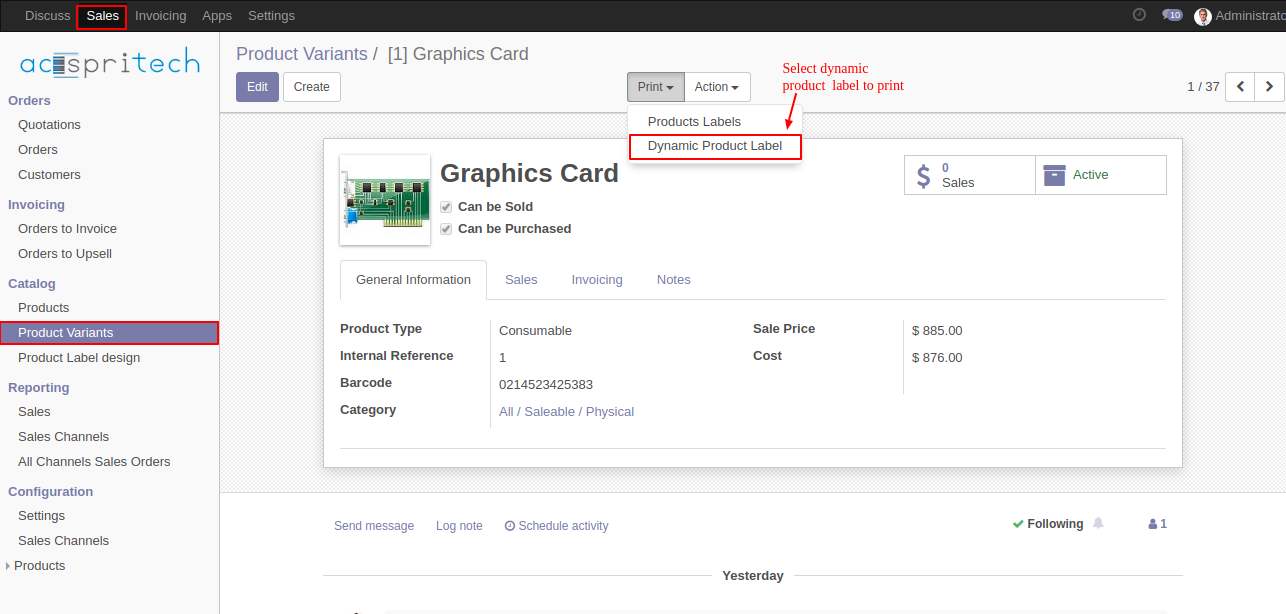 Discuss Sales Invoicing Apps Settings 10 Administrato
acespritech
Orders
Quotations
Orders
Customers
Invoicing
Orders to Invoice
Orders to Upsell
Catalog
Products
Product Variants
Product Label design
Reporting
Sales
Sales Channels
All Channels Sales Orders
Configuration
Settings
Sales Channels
Products
Product Variants / [1] Graphics Card
Edit Create Print Action 1 / 37
Select dynamic
product label to print
Products Labels
Dynamic Product Label
Graphics Card
Can be Sold
Can be Purchased
0
Sales
Active
General Information Sales Invoicing Notes
Product Type Consumable
Internal Reference 1
Barcode 0214523425383
Category All / Saleable / Physical
Sale Price $ 885.00
Cost $ 876.00
Send message Log note Schedule activity Following 1
Yesterday